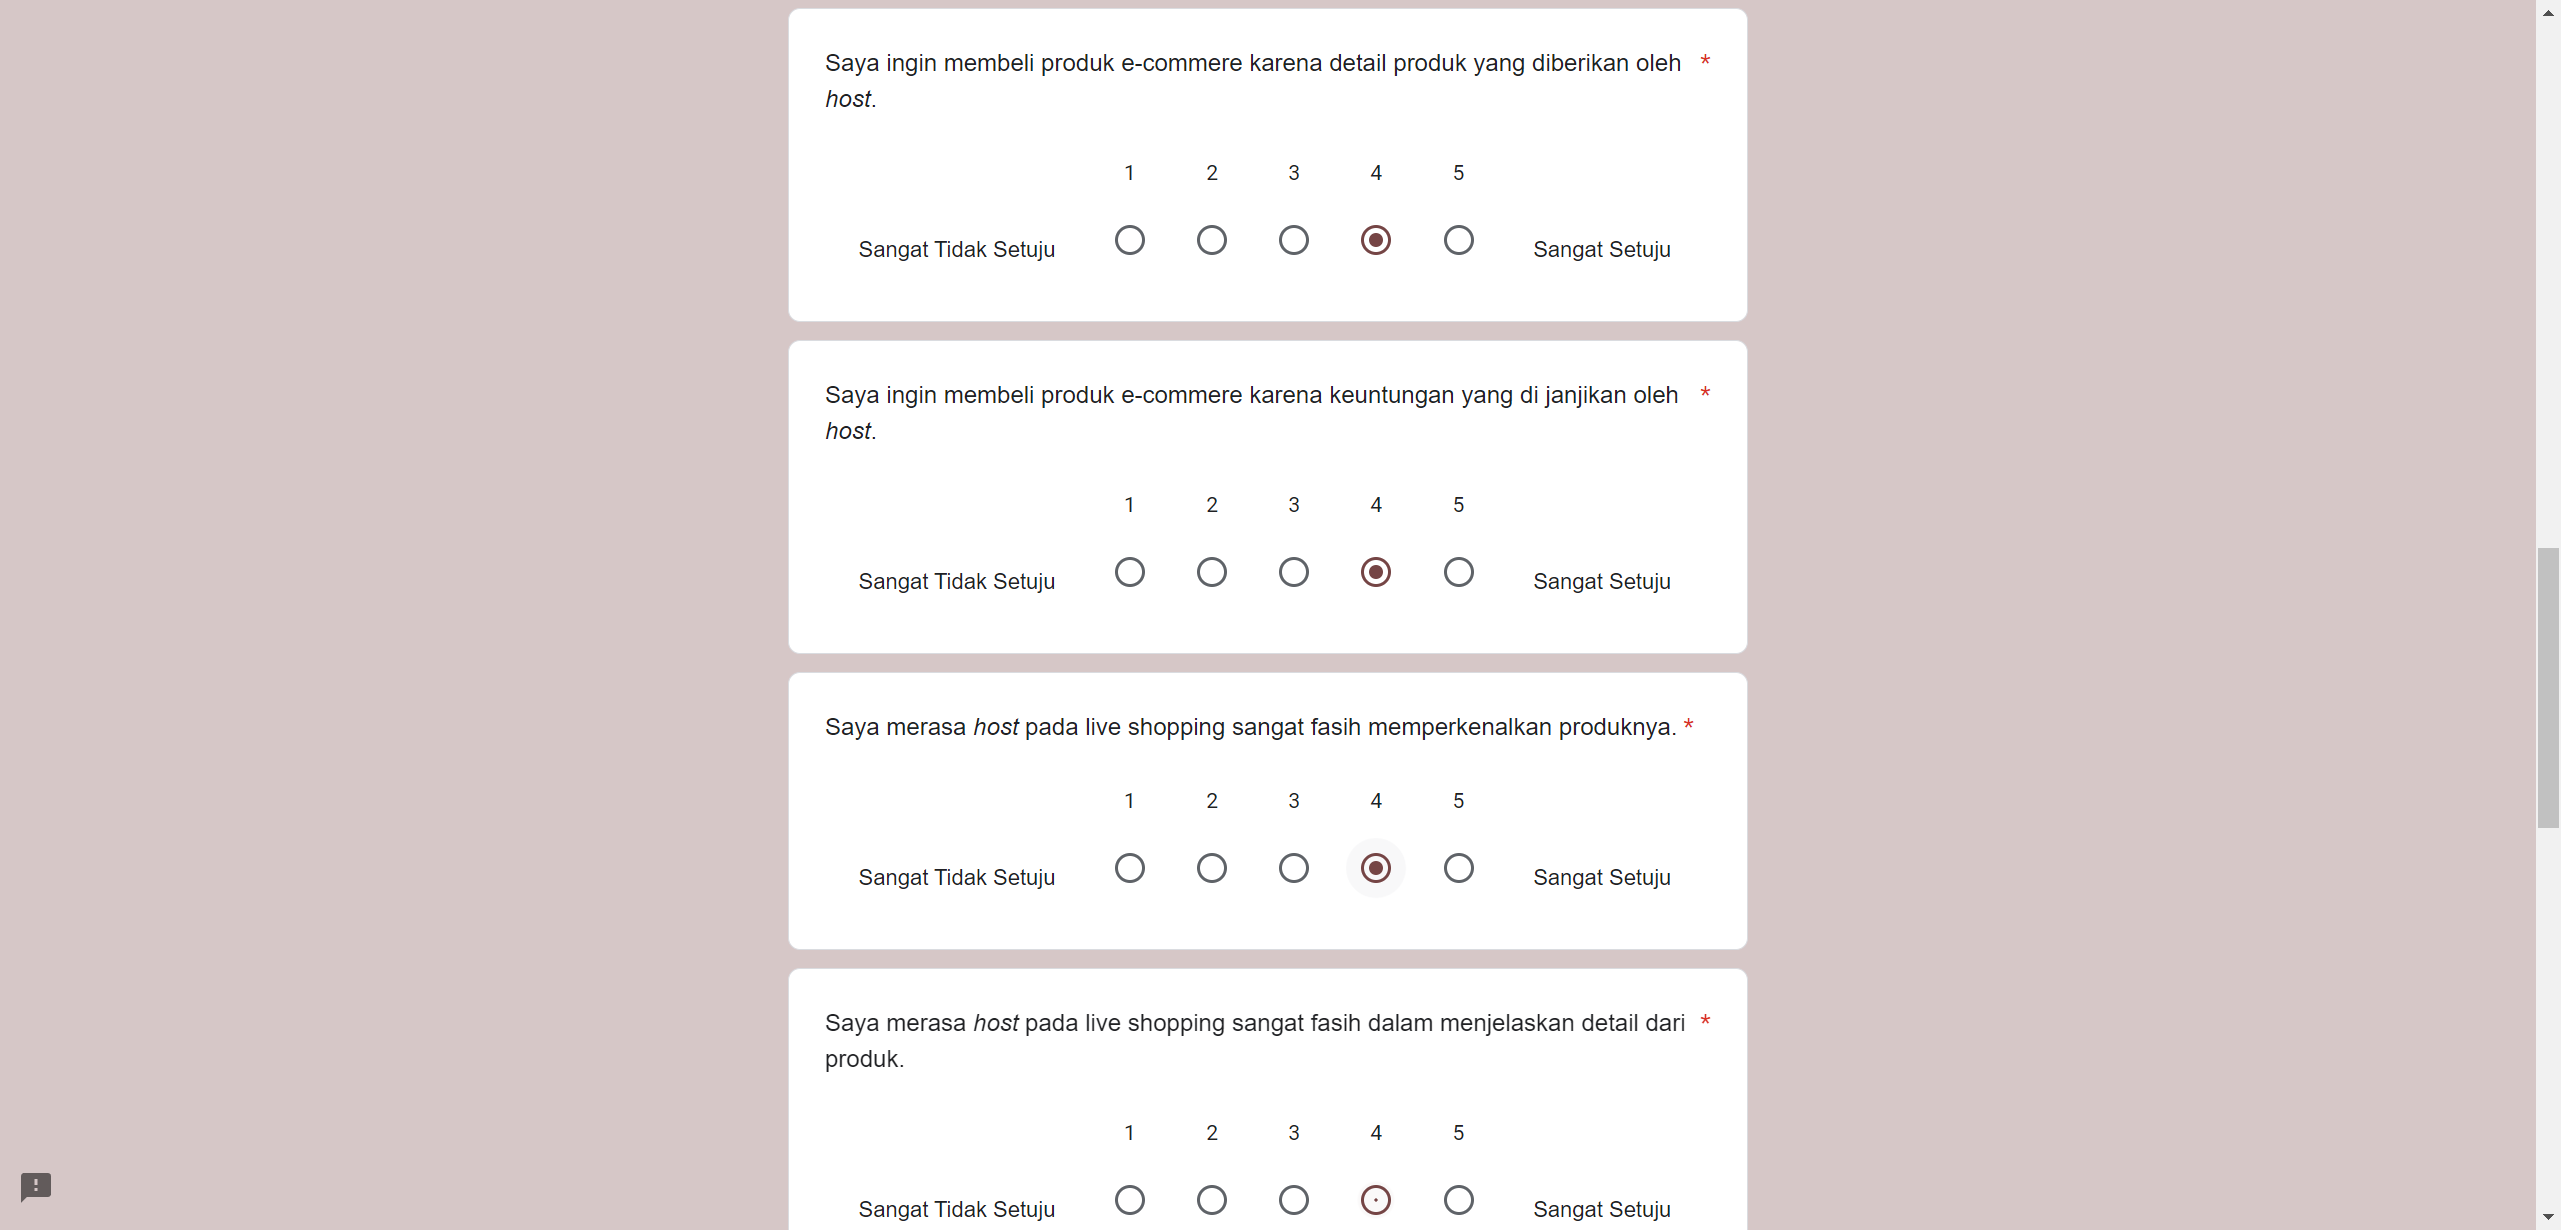 Saya ingin membeli produk e-commere karena detail produk yang diberikan oleh *
host.
1 2 3 4 5
Sangat Tidak Setuju Sangat Setuju
Saya ingin membeli produk e-commere karena keuntungan yang di janjikan oleh *
host.
1 2 3 4 5
Sangat Tidak Setuju Sangat Setuju
Saya merasa host pada live shopping sangat fasih memperkenalkan produknya. *
1 2 3 4 5
Sangat Tidak Setuju Sangat Setuju
Saya merasa host pada live shopping sangat fasih dalam menjelaskan detail dari *
produk.
1 2 3 4 5
Sangat Tidak Setuju Sangat Setuju